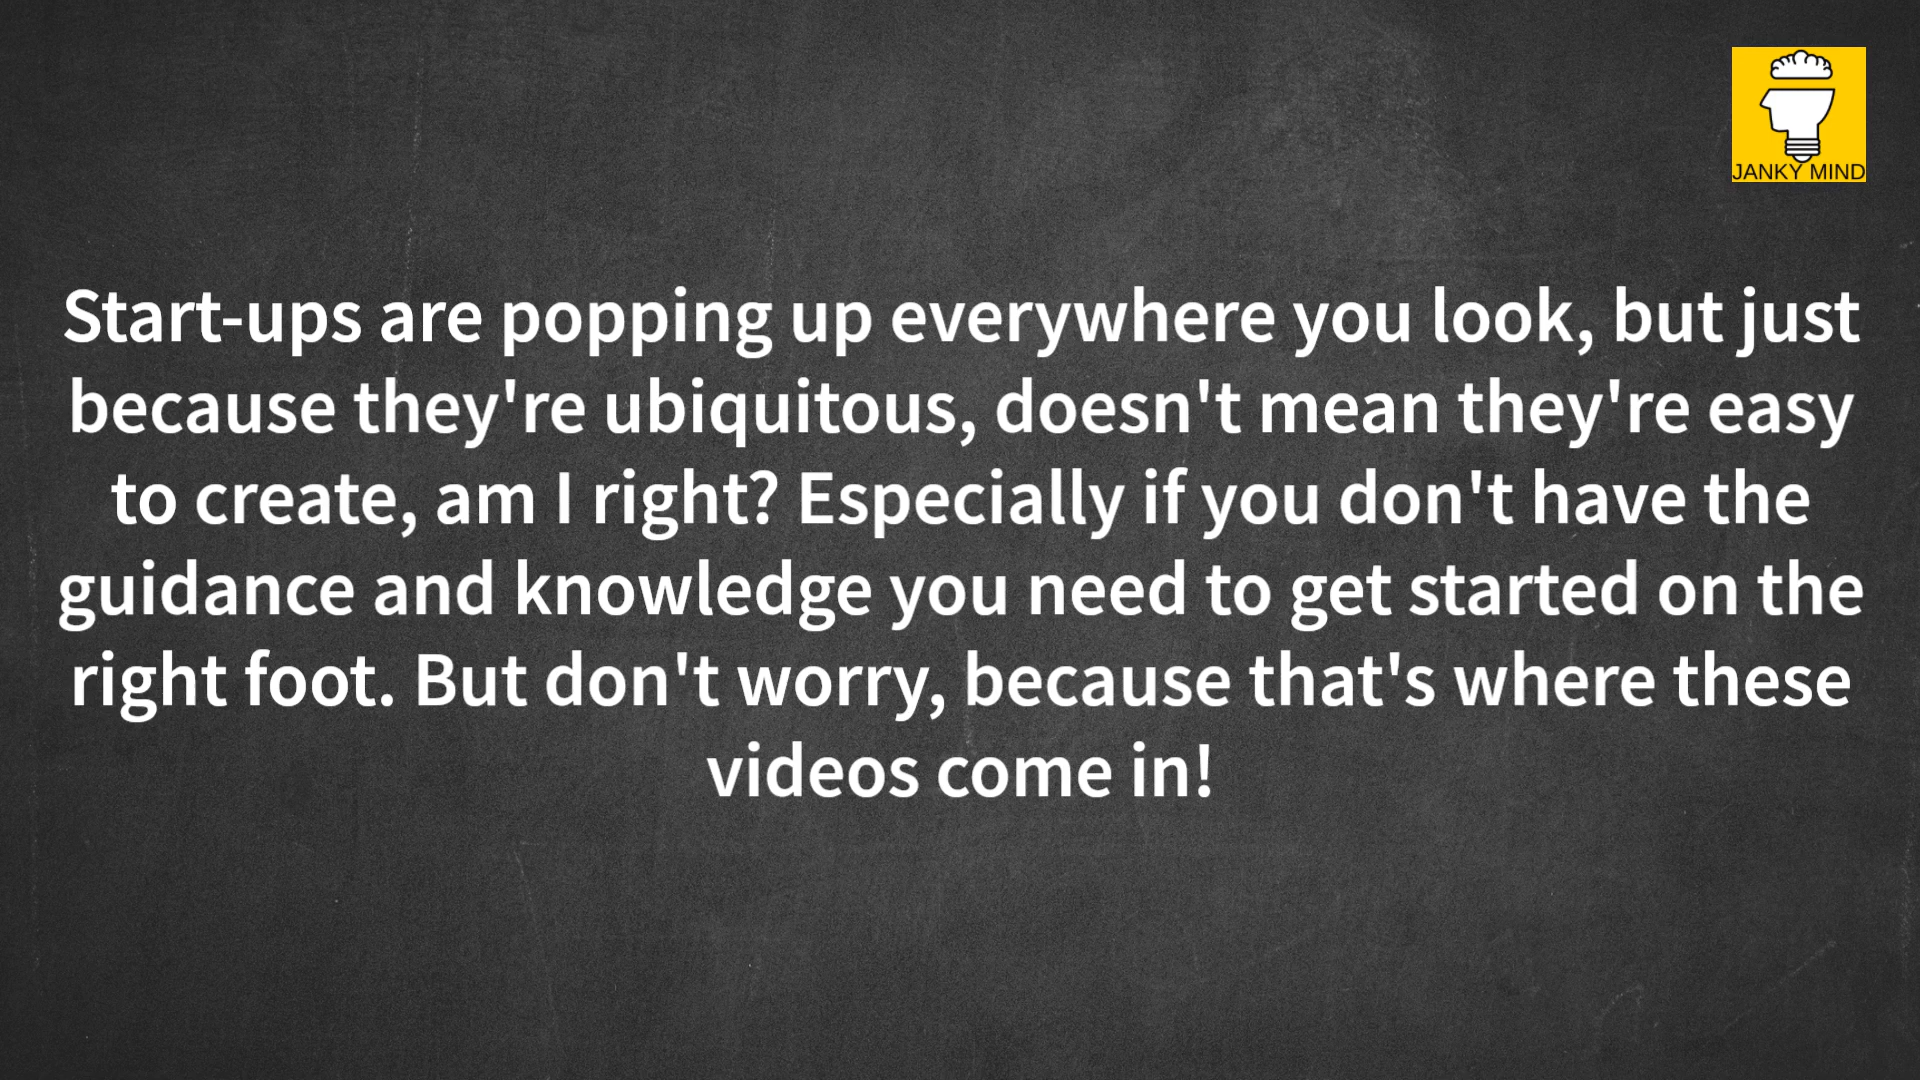 JANKY MIND
Start-ups are popping up everywhere you look, but just
because they're ubiquitous, doesn't mean they're easy
to create, am I right? Especially if you don't have the
guidance and knowledge you need to get started on the
right foot. But don't worry, because that's where these
videos come in!